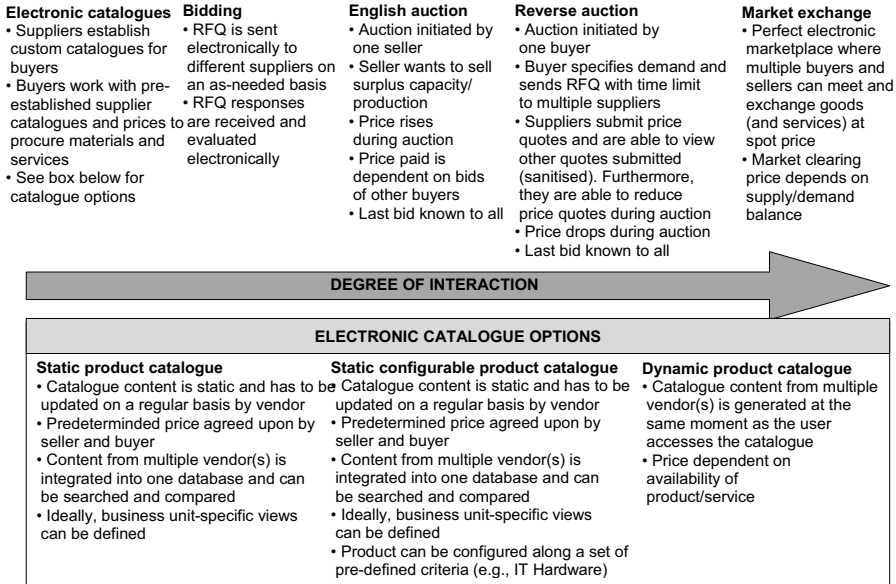 Electronic catalogues
• Suppliers establish
custom catalogues for
buyers
• Buyers work with pre-
established supplier
catalogues and prices to
procure materials and
services
• See box below for
catalogue options
Bidding
• RFQ is sent
electronically to
different suppliers on
an as-needed basis
• RFQ responses
are received and
evaluated
electronically
English auction
• Auction initiated by
one seller
• Seller wants to sell
surplus capacity/
production
• Price rises
during auction
• Price paid is
dependent on bids
of other buyers
• Last bid known to all
Reverse auction
• Auction initiated by
one buyer
• Buyer specifies demand and
sends RFQ with time limit
to multiple suppliers
• Suppliers submit price
quotes and are able to view
other quotes submitted
(sanitised). Furthermore,
they are able to reduce
price quotes during auction
• Price drops during auction
• Last bid known to all
Market exchange
• Perfect electronic
marketplace where
multiple buyers and
sellers can meet and
exchange goods
(and services) at
spot price
• Market clearing
price depends on
supply/demand
balance
DEGREE OF INTERACTION
ELECTRONIC CATALOGUE OPTIONS
Static product catalogue
• Catalogue content is static and has to be
updated on a regular basis by vendor
• Predeterminded price agreed upon by
seller and buyer
• Content from multiple vendor(s) is
integrated into one database and can
be searched and compared
• Ideally, business unit-specific views
can be defined
Static configurable product catalogue
• Catalogue content is static and has to be
updated on a regular basis by vendor
• Predetermined price agreed upon by
seller and buyer
• Content from multiple vendor(s) is
integrated into one database and can
be searched and compared
• Ideally, business unit-specific views
can be defined
• Product can be configured along a set of
pre-defined criteria (e.g., IT Hardware)
Dynamic product catalogue
• Catalogue content from multiple
vendor(s) is generated at the
same moment as the user
accesses the catalogue
• Price dependent on
availability of
product/service